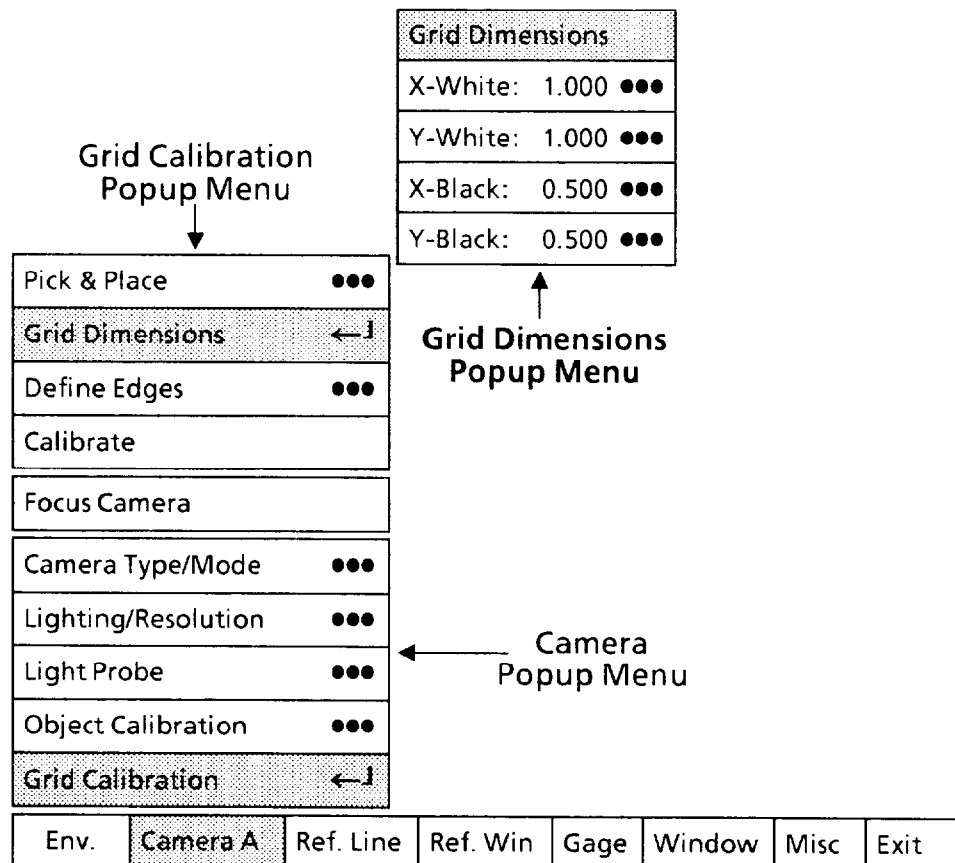 Grid Dimensions
X-White: 1.000 •••
Y-White: 1.000 •••
X-Black: 0.500 •••
Y-Black: 0.500 •••
Grid Dimensions
Popup Menu
Grid Calibration
Popup Menu
Pick & Place •••
Grid Dimensions ←┘
Define Edges •••
Calibrate
Focus Camera
Camera Type/Mode •••
Lighting/Resolution •••
Light Probe •••
Object Calibration •••
Grid Calibration ←┘
Camera
Popup Menu
Env. Camera A Ref. Line Ref. Win Gage Window Misc Exit